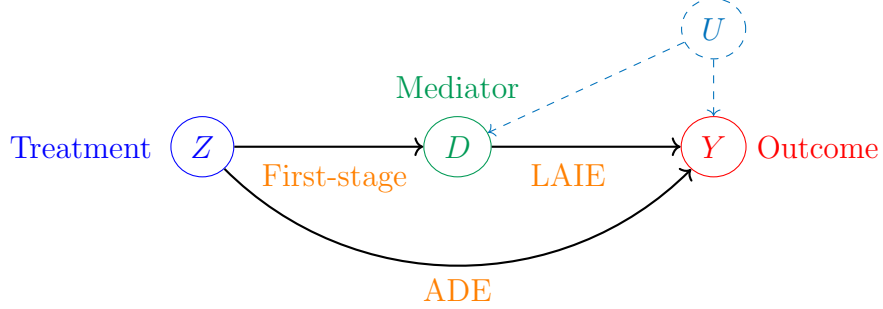 U
Mediator
Treatment
Z
D
Y
Outcome
First-stage
LAIE
ADE